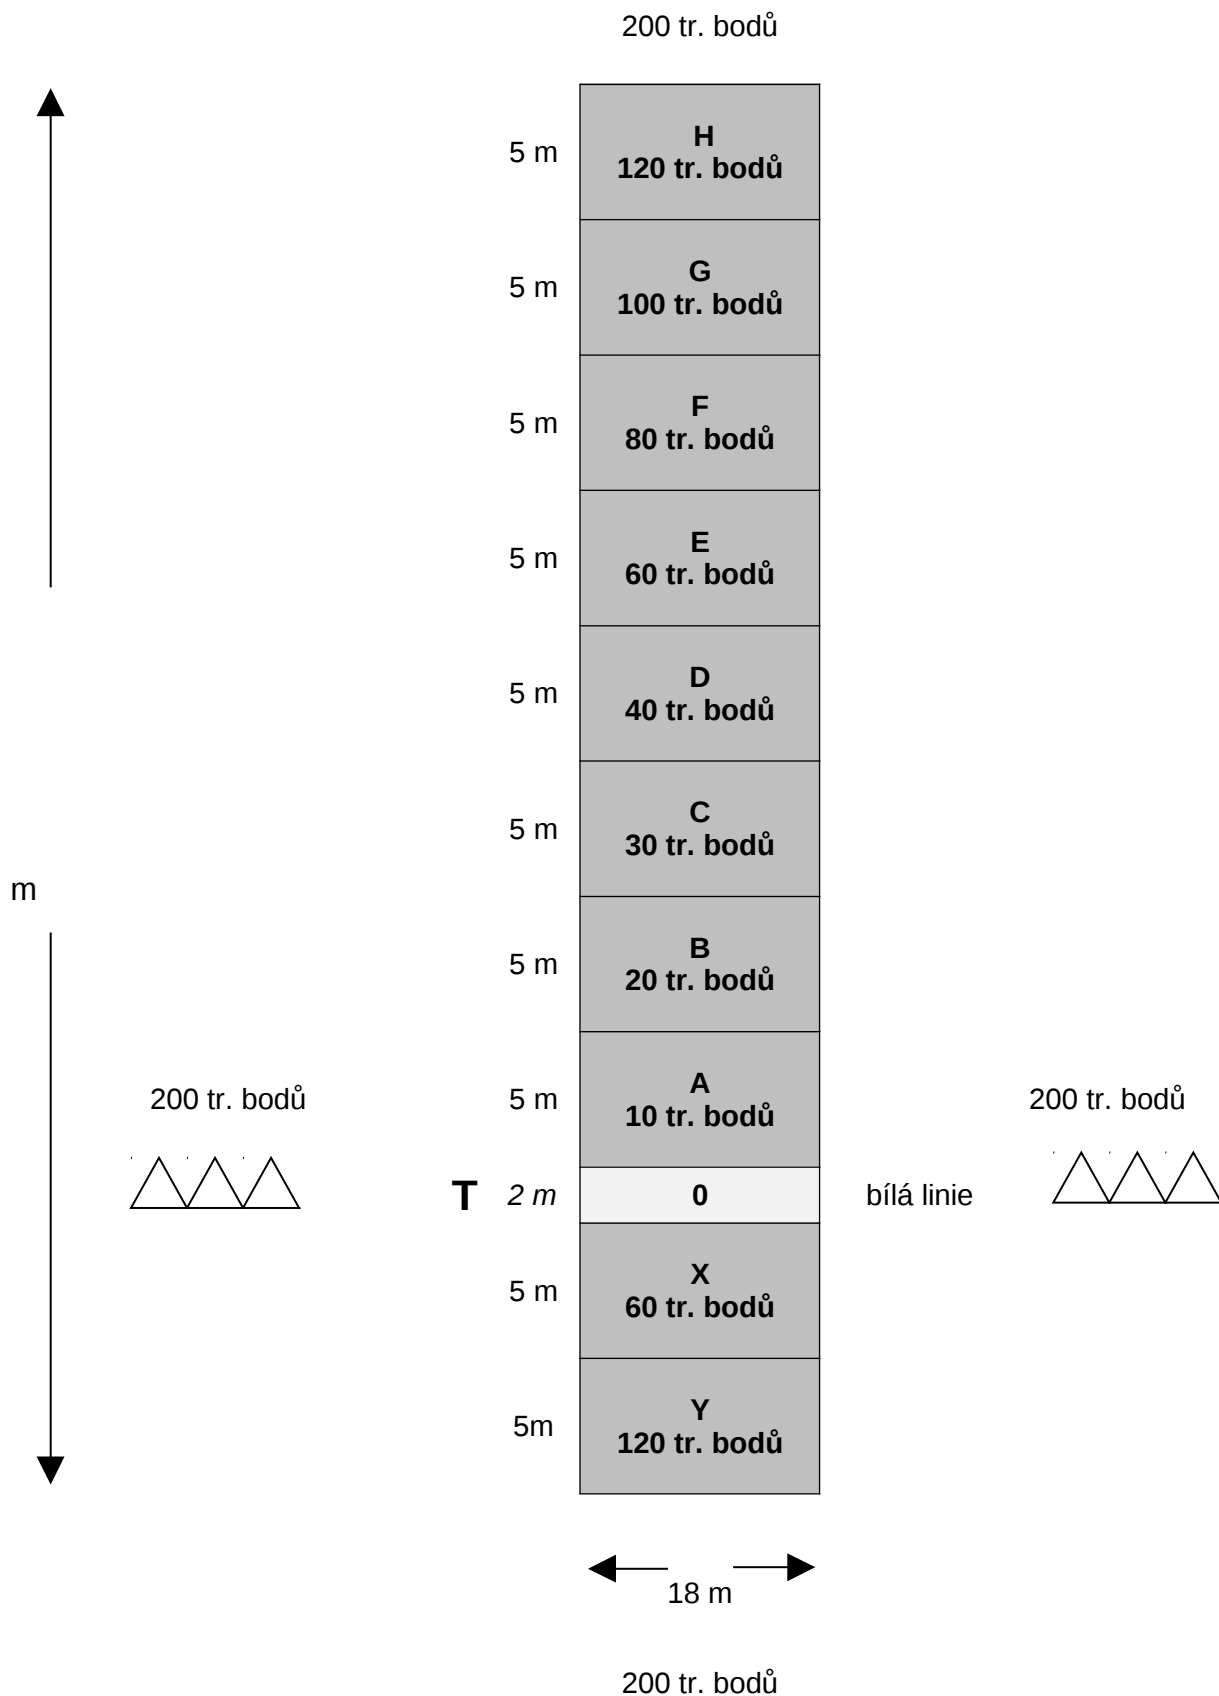 200 tr. bodů
5 m
H
120 tr. bodů
5 m
G
100 tr. bodů
5 m
F
80 tr. bodů
5 m
E
60 tr. bodů
5 m
D
40 tr. bodů
5 m
C
30 tr. bodů
m
5 m
B
20 tr. bodů
200 tr. bodů
5 m
A
10 tr. bodů
200 tr. bodů
T 2 m 0 bílá linie
5 m
X
60 tr. bodů
5m
Y
120 tr. bodů
18 m
200 tr. bodů